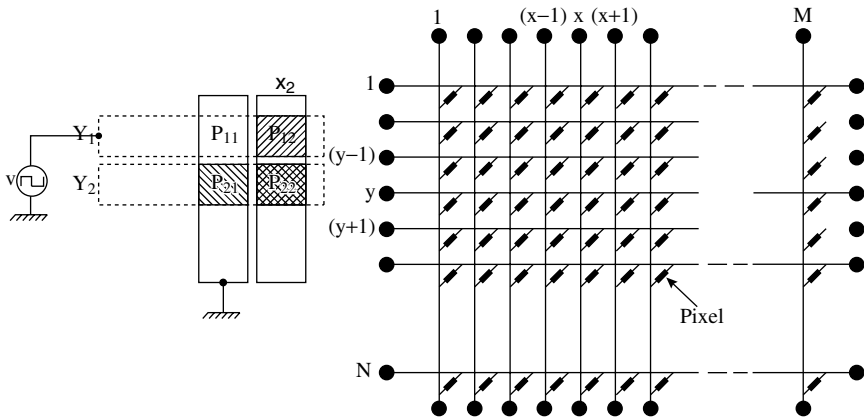 1 (x−1) x (x+1) M
X₂
1
Y₁ P₁₁ P₁₂
(y−1)
v Y₂ P₂₁ P₂₂ y
(y+1)
Pixel
N